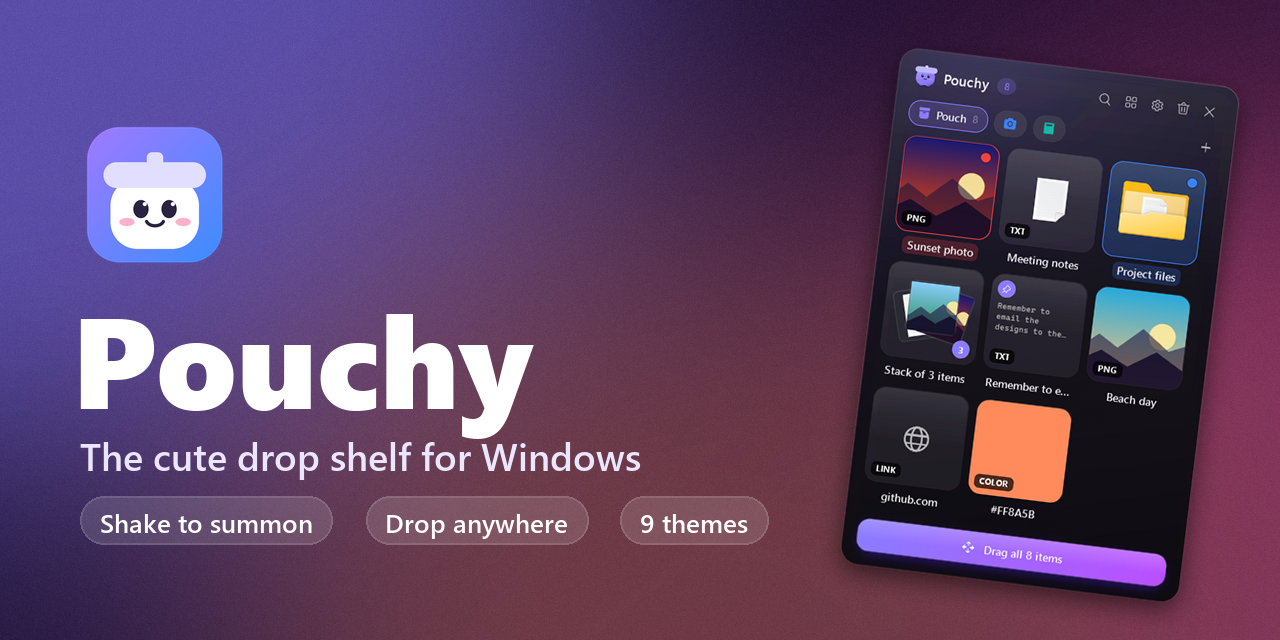 Pouchy
The cute drop shelf for Windows
Shake to summon
Drop anywhere
9 themes
Pouchy 8
Pouch 8
PNG
Sunset photo
TXT
Meeting notes
Project files
3
Stack of 3 items
Remember to
email the
designs to the…
TXT
Remember to e...
PNG
Beach day
LINK
github.com
COLOR
#FF8A5B
Drag all 8 items